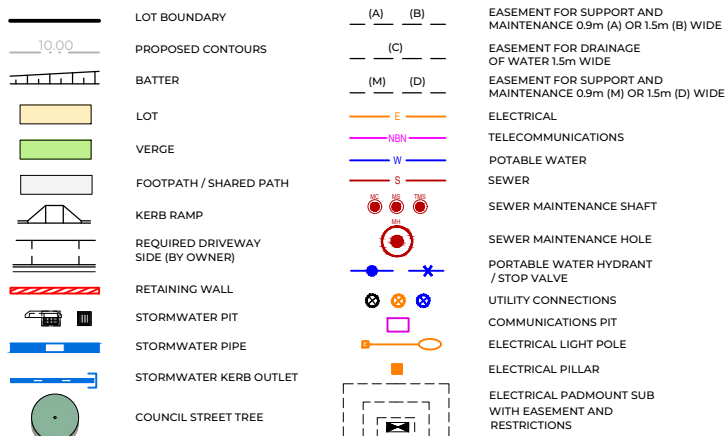 LOT BOUNDARY
10.00
PROPOSED CONTOURS
BATTER
LOT
VERGE
FOOTPATH / SHARED PATH
KERB RAMP
REQUIRED DRIVEWAY
SIDE (BY OWNER)
RETAINING WALL
STORMWATER PIT
STORMWATER PIPE
STORMWATER KERB OUTLET
COUNCIL STREET TREE
(A) (B)
EASEMENT FOR SUPPORT AND
MAINTENANCE 0.9m (A) OR 1.5m (B) WIDE
(C)
EASEMENT FOR DRAINAGE
OF WATER 1.5m WIDE
(M) (D)
EASEMENT FOR SUPPORT AND
MAINTENANCE 0.9m (M) OR 1.5m (D) WIDE
E
ELECTRICAL
NBN
TELECOMMUNICATIONS
W
POTABLE WATER
S
SEWER
MC MS TMS
SEWER MAINTENANCE SHAFT
MH
SEWER MAINTENANCE HOLE
PORTABLE WATER HYDRANT
/ STOP VALVE
UTILITY CONNECTIONS
COMMUNICATIONS PIT
ELECTRICAL LIGHT POLE
ELECTRICAL PILLAR
ELECTRICAL PADMOUNT SUB
WITH EASEMENT AND
RESTRICTIONS